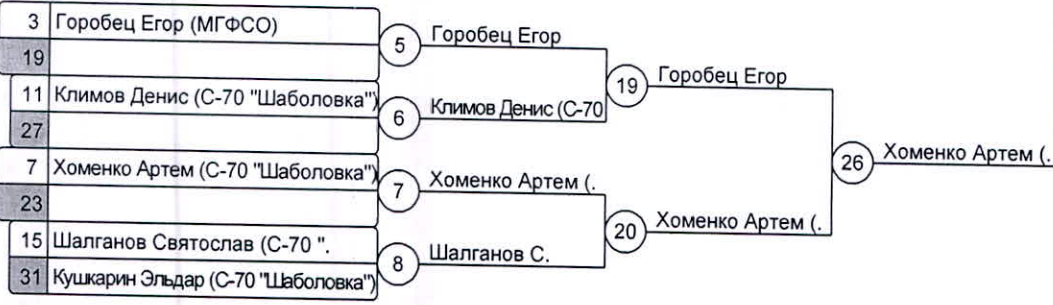 3 Горобец Егор (МГФСО)
19
11 Климов Денис (С-70 "Шаболовка")
27
7 Хоменко Артем (С-70 "Шаболовка")
23
15 Шалганов Святослав (С-70 ".
31 Кушкарин Эльдар (С-70 "Шаболовка")
5 Горобец Егор
6 Климов Денис (С-70
7 Хоменко Артем (.
8 Шалганов С.
19 Горобец Егор
20 Хоменко Артем (.
26 Хоменко Артем (.